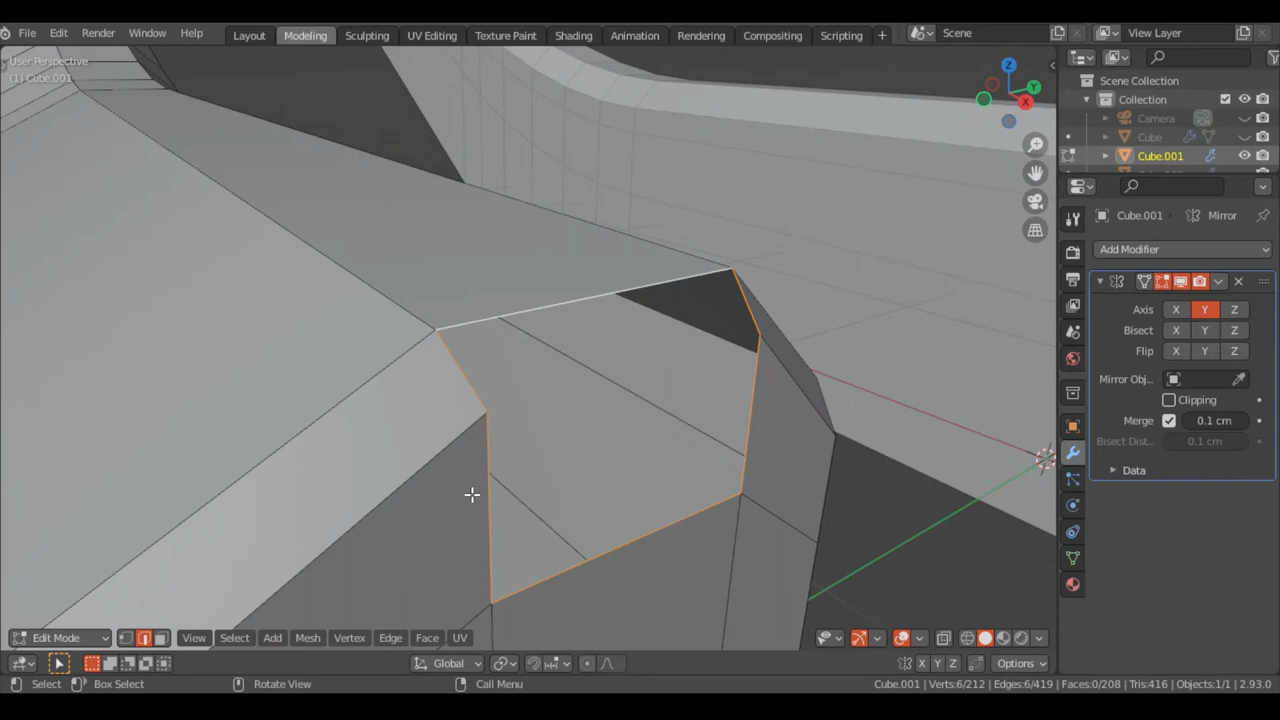 File Edit Render Window Help Layout Modeling Sculpting UV Editing Texture Paint Shading Animation Rendering Compositing Scripting + Scene View Layer
User Perspective
(1) Cube.001
Z
Y
X
Scene Collection
Collection
Camera
Cube
Cube.001
Cube.001 Mirror
Add Modifier
Axis X Y Z
Bisect X Y Z
Flip X Y Z
Mirror Obj...
Clipping
Merge 0.1 cm
Bisect Dist... 0.1 cm
Data
Edit Mode View Select Add Mesh Vertex Edge Face UV
Global X Y Z Options
Select Box Select Rotate View Call Menu Cube.001 | Verts:6/212 | Edges:6/419 | Faces:0/208 | Tris:416 | Objects:1/1 | 2.93.0